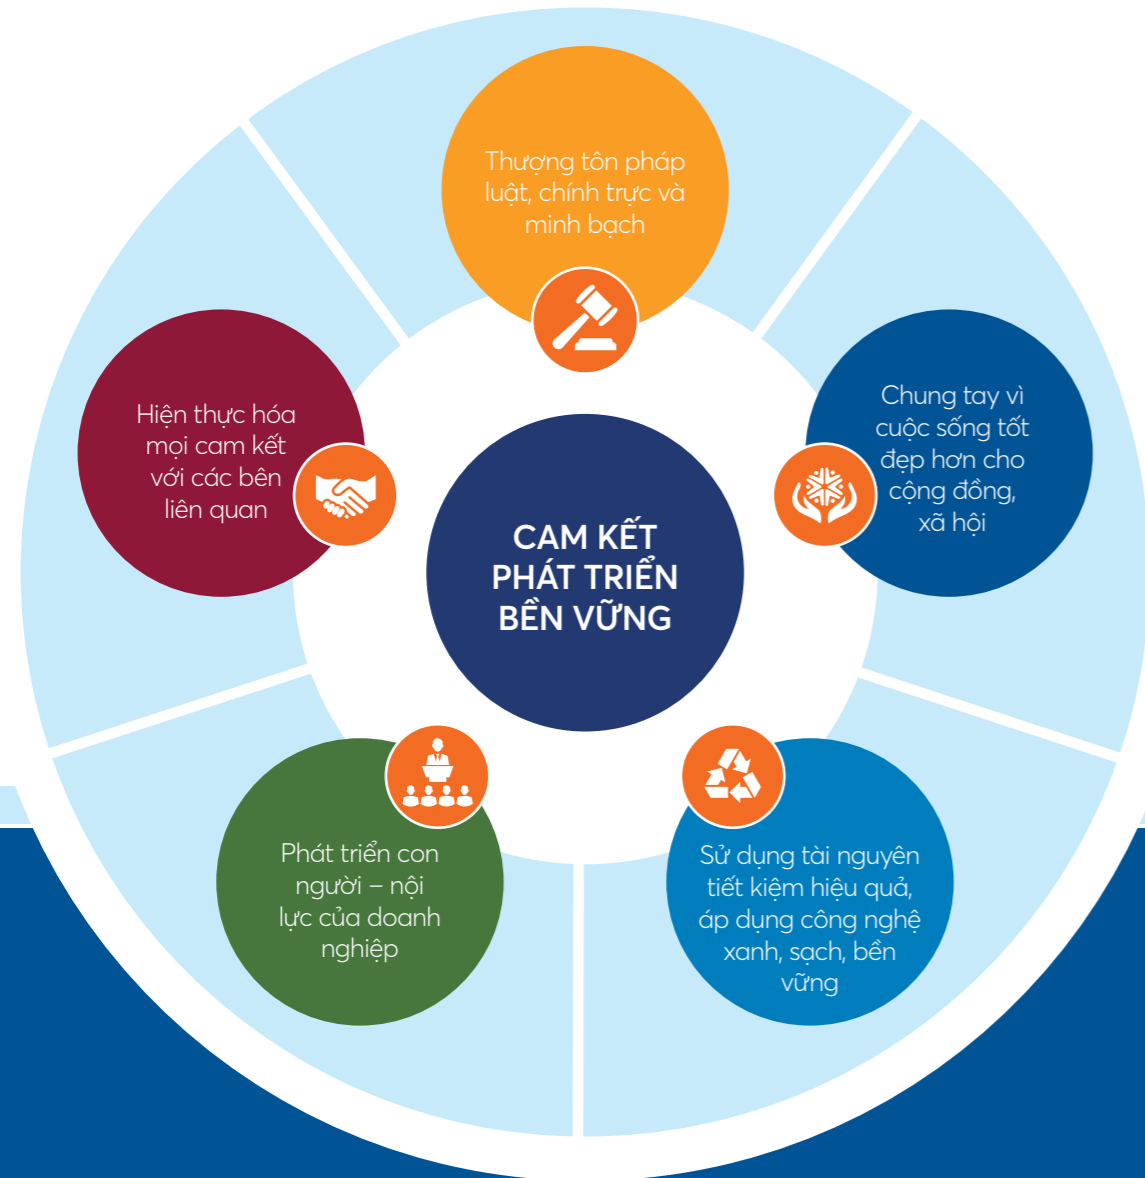 Thượng tôn pháp
luật, chính trực và
minh bạch
Hiện thực hóa
mọi cam kết
với các bên
liên quan
Chung tay vì
cuộc sống tốt
đẹp hơn cho
cộng đồng,
xã hội
CAM KẾT
PHÁT TRIỂN
BỀN VỮNG
Phát triển con
người – nội
lực của doanh
nghiệp
Sử dụng tài nguyên
tiết kiệm hiệu quả,
áp dụng công nghệ
xanh, sạch, bền
vững